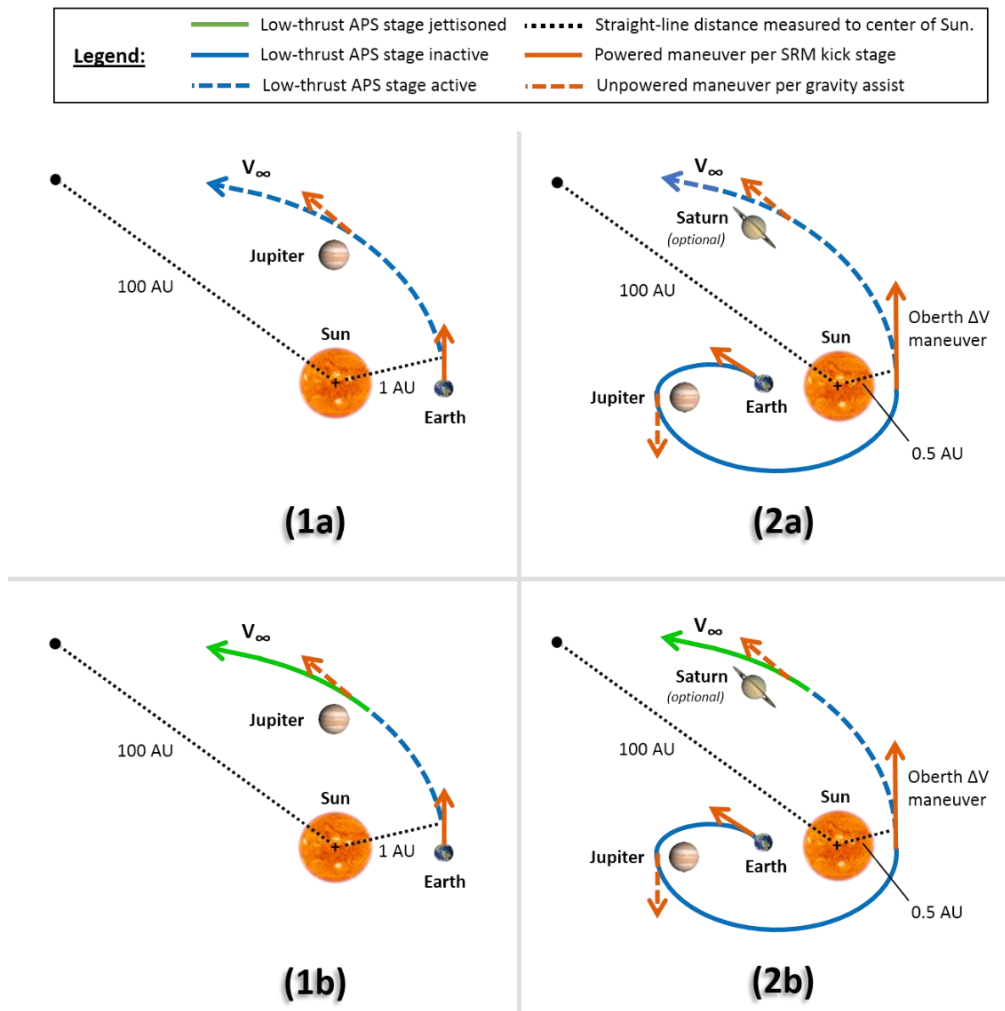 Legend:
Low-thrust APS stage jettisoned
Straight-line distance measured to center of Sun.
Low-thrust APS stage inactive
Powered maneuver per SRM kick stage
Low-thrust APS stage active
Unpowered maneuver per gravity assist
V∞
Jupiter
100 AU
Sun
1 AU
Earth
(1a)
V∞
Saturn
(optional)
100 AU
Oberth ΔV
maneuver
Sun
Jupiter
Earth
0.5 AU
(2a)
V∞
Jupiter
100 AU
Sun
1 AU
Earth
(1b)
V∞
Saturn
(optional)
100 AU
Oberth ΔV
maneuver
Sun
Jupiter
Earth
0.5 AU
(2b)